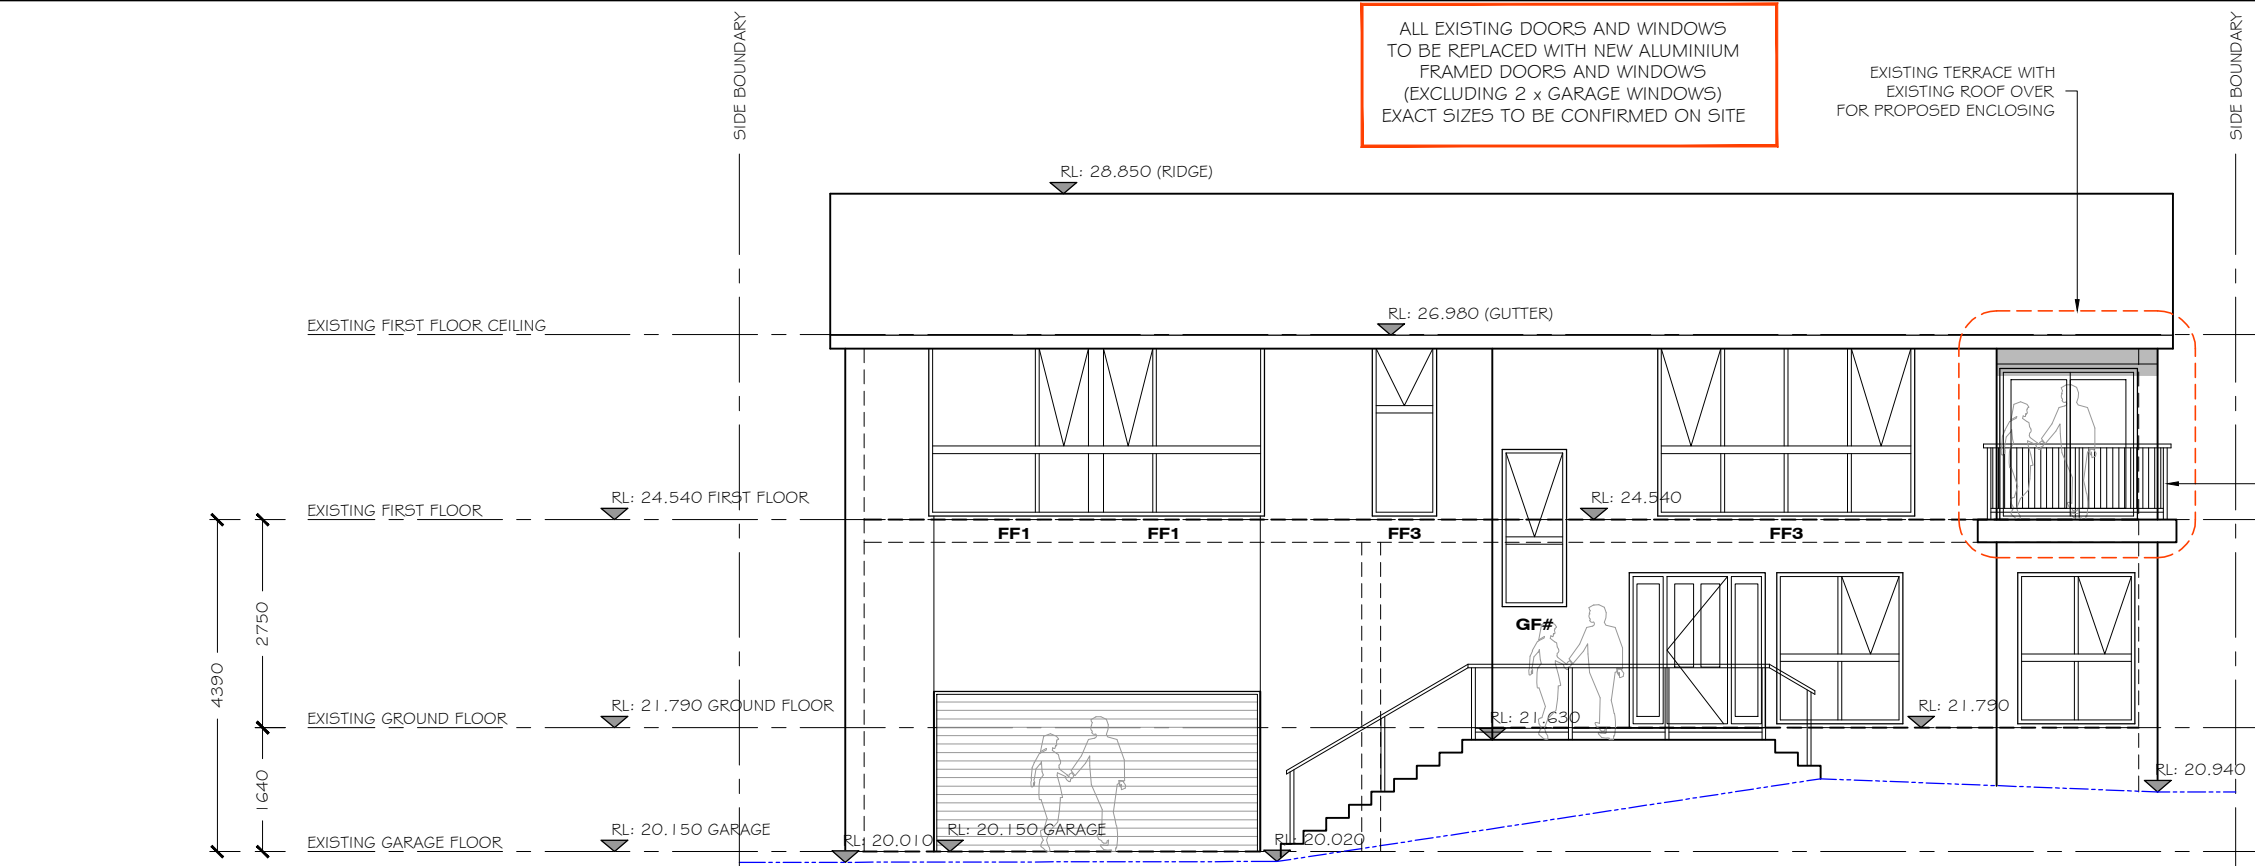 SIDE BOUNDARY
ALL EXISTING DOORS AND WINDOWS
TO BE REPLACED WITH NEW ALUMINIUM
FRAMED DOORS AND WINDOWS
(EXCLUDING 2 x GARAGE WINDOWS)
EXACT SIZES TO BE CONFIRMED ON SITE
EXISTING TERRACE WITH
EXISTING ROOF OVER
FOR PROPOSED ENCLOSING
SIDE BOUNDARY
RL: 28.850 (RIDGE)
RL: 26.980 (GUTTER)
EXISTING FIRST FLOOR CEILING
EXISTING FIRST FLOOR
RL: 24.540 FIRST FLOOR
RL: 24.540
FF1
FF1
FF3
FF3
GF#
2750
4390
1640
EXISTING GROUND FLOOR
RL: 21.790 GROUND FLOOR
RL: 21.630
RL: 21.790
RL: 20.940
EXISTING GARAGE FLOOR
RL: 20.150 GARAGE
RL: 20.010
RL: 20.150 GARAGE
RL: 20.020